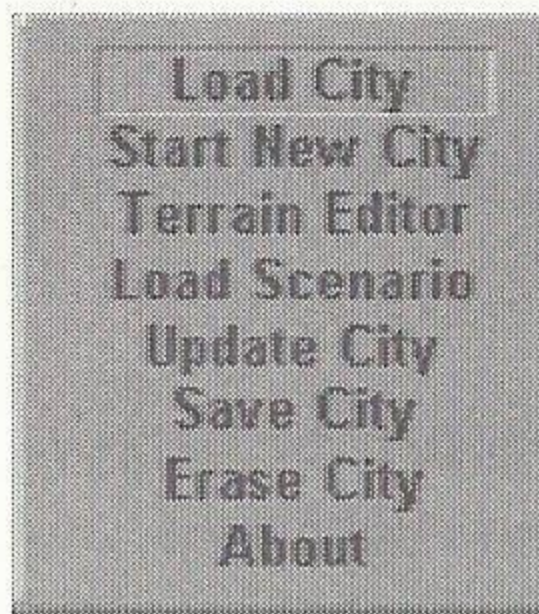 Load City
Start New City
Terrain Editor
Load Scenario
Update City
Save City
Erase City
About